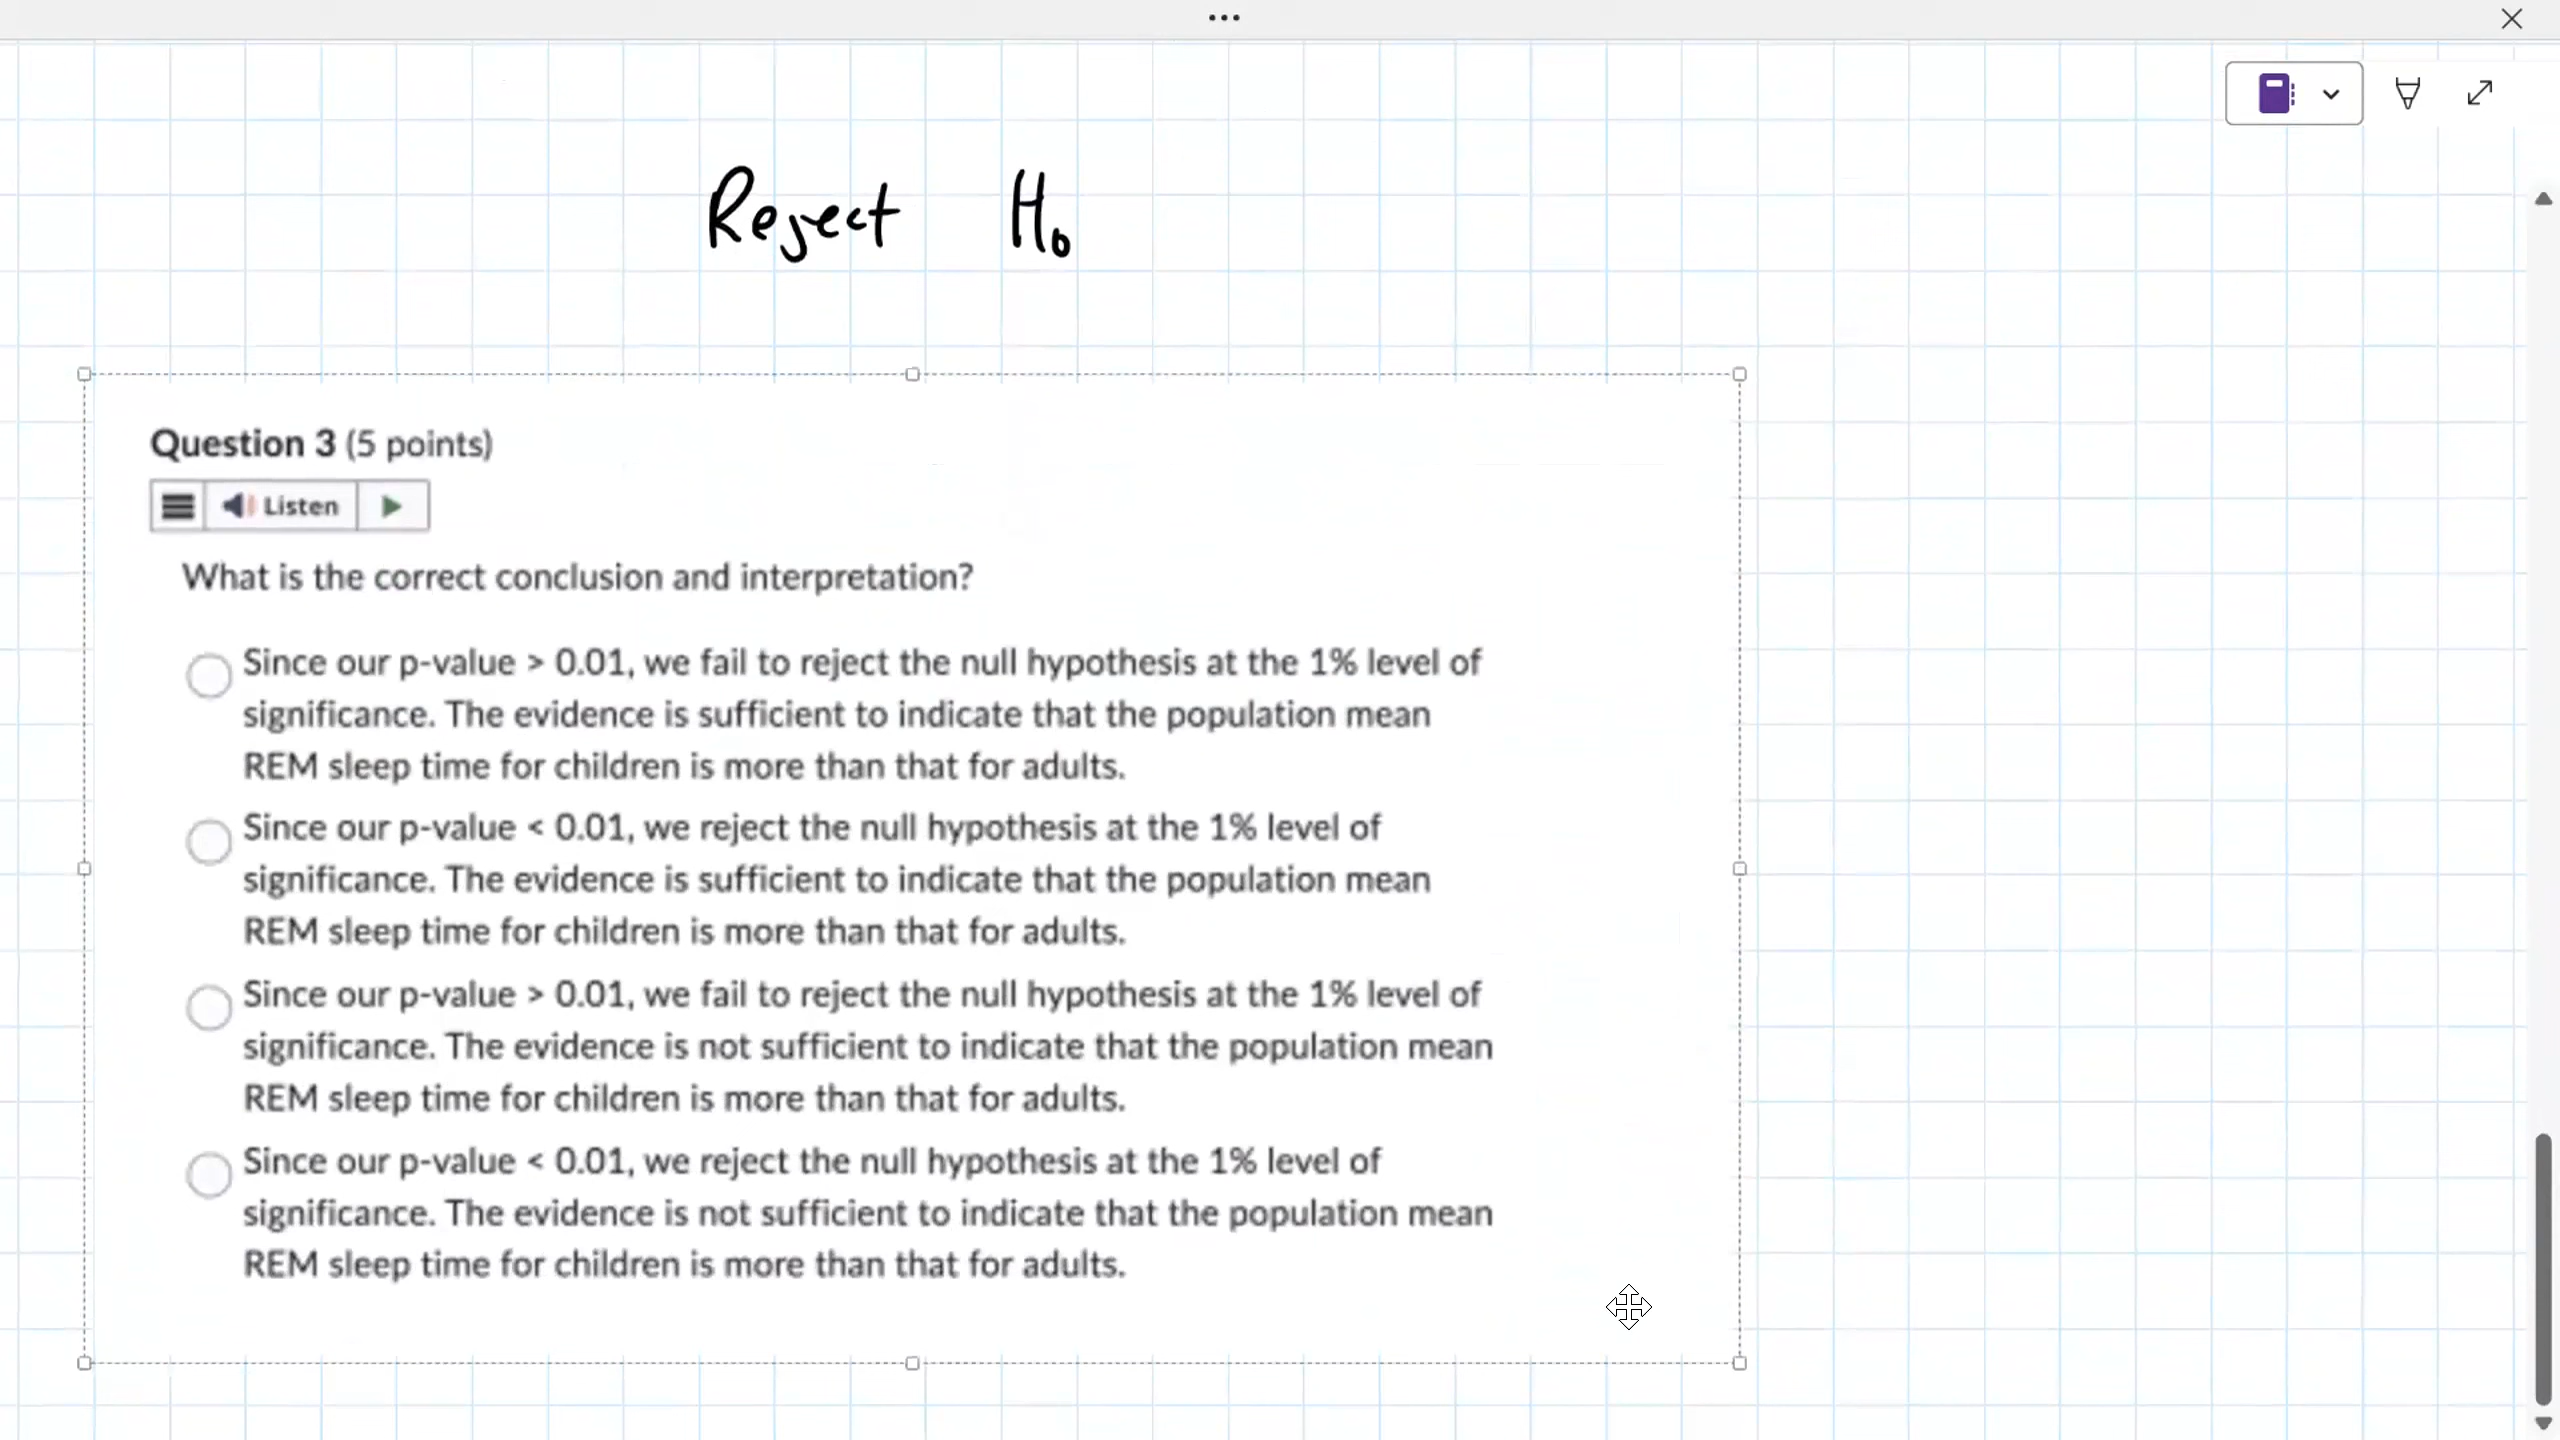 Reject H₀
Question 3 (5 points)
Listen
What is the correct conclusion and interpretation?
Since our p-value > 0.01, we fail to reject the null hypothesis at the 1% level of
significance. The evidence is sufficient to indicate that the population mean
REM sleep time for children is more than that for adults.
Since our p-value < 0.01, we reject the null hypothesis at the 1% level of
significance. The evidence is sufficient to indicate that the population mean
REM sleep time for children is more than that for adults.
Since our p-value > 0.01, we fail to reject the null hypothesis at the 1% level of
significance. The evidence is not sufficient to indicate that the population mean
REM sleep time for children is more than that for adults.
Since our p-value < 0.01, we reject the null hypothesis at the 1% level of
significance. The evidence is not sufficient to indicate that the population mean
REM sleep time for children is more than that for adults.